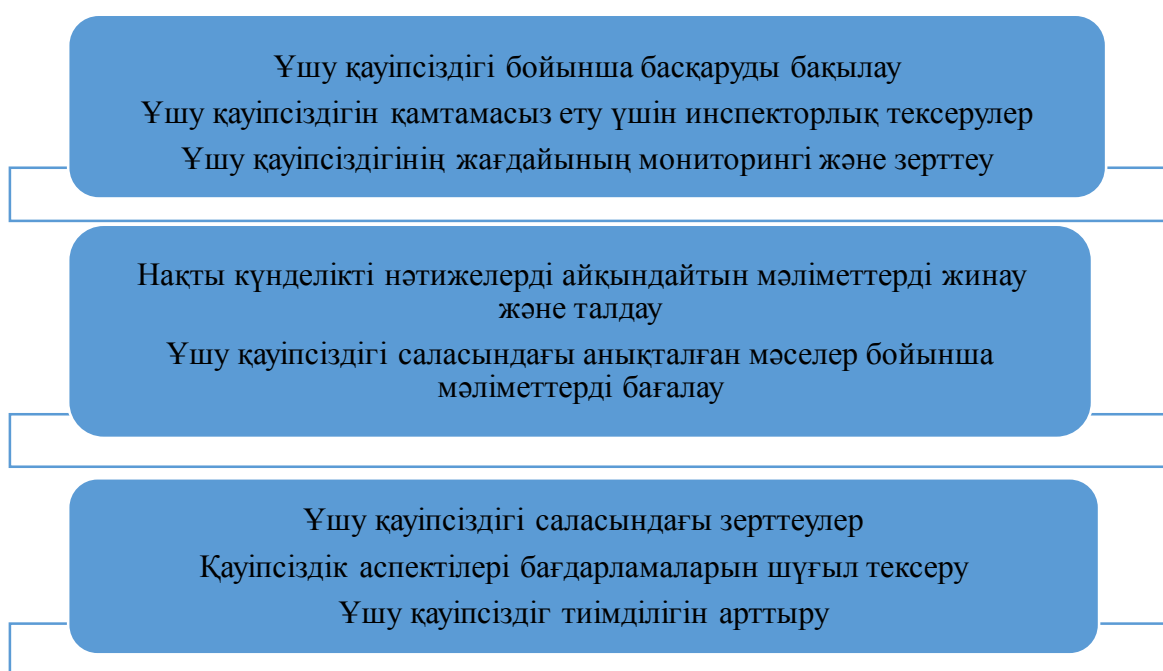 Ұшу қауіпсіздігі бойынша басқаруды бақылау
Ұшу қауіпсіздігін қамтамасыз ету үшін инспекторлық тексерулер
Ұшу қауіпсіздігінің жағдайының мониторингі және зерттеу
Нақты күнделікті нәтижелерді айқындайтын мәліметтерді жинау
және талдау
Ұшу қауіпсіздігі саласындағы анықталған мәселер бойынша
мәліметтерді бағалау
Ұшу қауіпсіздігі саласындағы зерттеулер
Қауіпсіздік аспектілері бағдарламаларын шұғыл тексеру
Ұшу қауіпсіздіг тиімділігін арттыру